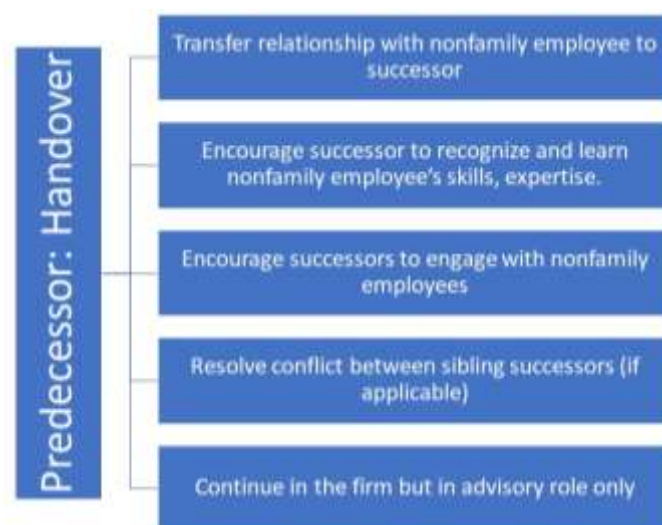 Predecessor: Handover
Transfer relationship with nonfamily employee to
successor
Encourage successor to recognize and learn
nonfamily employee's skills, expertise.
Encourage successors to engage with nonfamily
employees
Resolve conflict between sibling successors (if
applicable)
Continue in the firm but in advisory role only